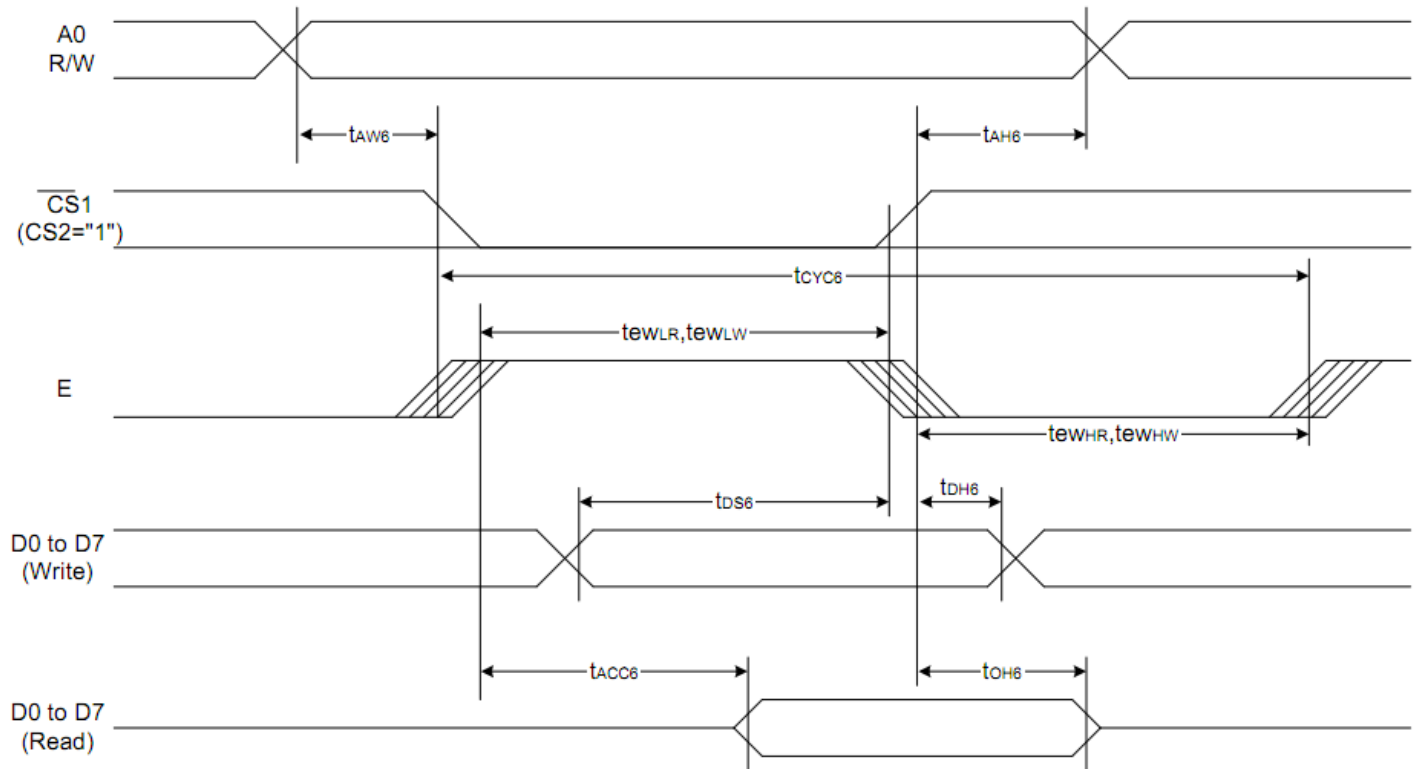 A0
R/W
tAW6
tAH6
CS1
(CS2="1")
tCYC6
tewLR,tewLW
E
tewHR,tewHW
tDS6
tDH6
D0 to D7
(Write)
tACC6
tOH6
D0 to D7
(Read)